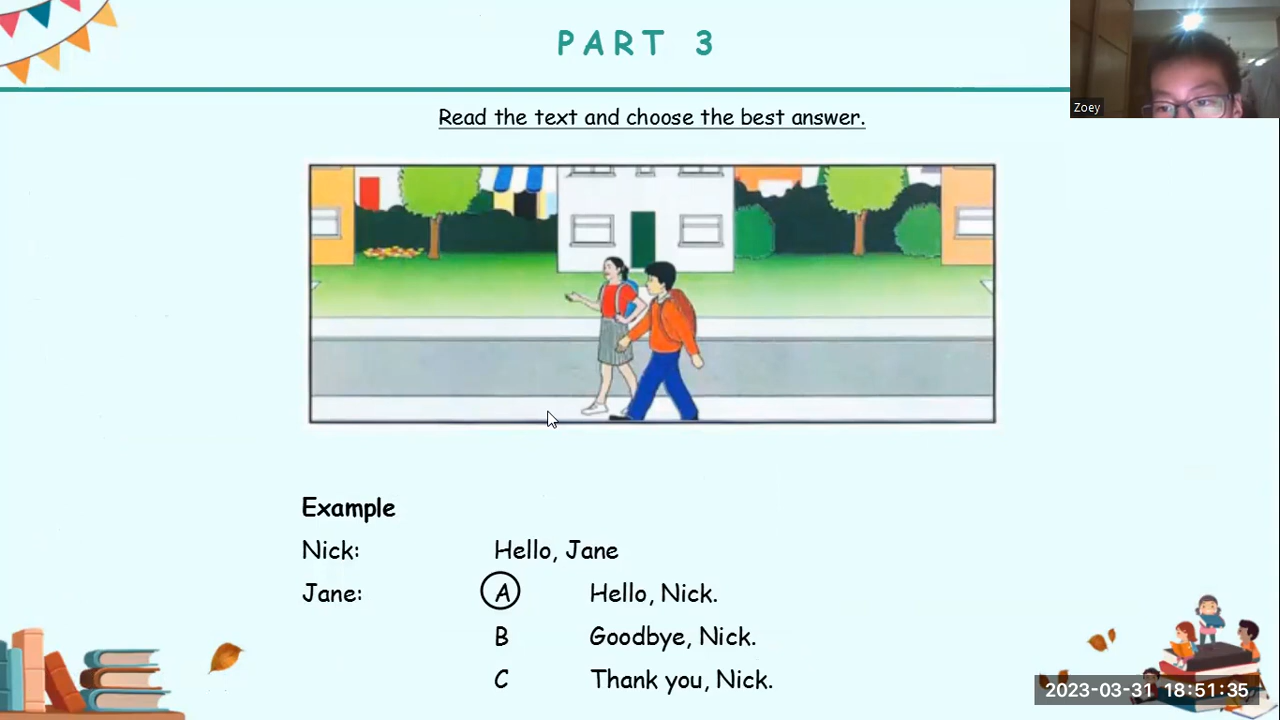 PART 3
Zoey
Read the text and choose the best answer.
Example
Nick: Hello, Jane
Jane: A Hello, Nick.
B Goodbye, Nick.
C Thank you, Nick.
2023-03-31 18:51:35